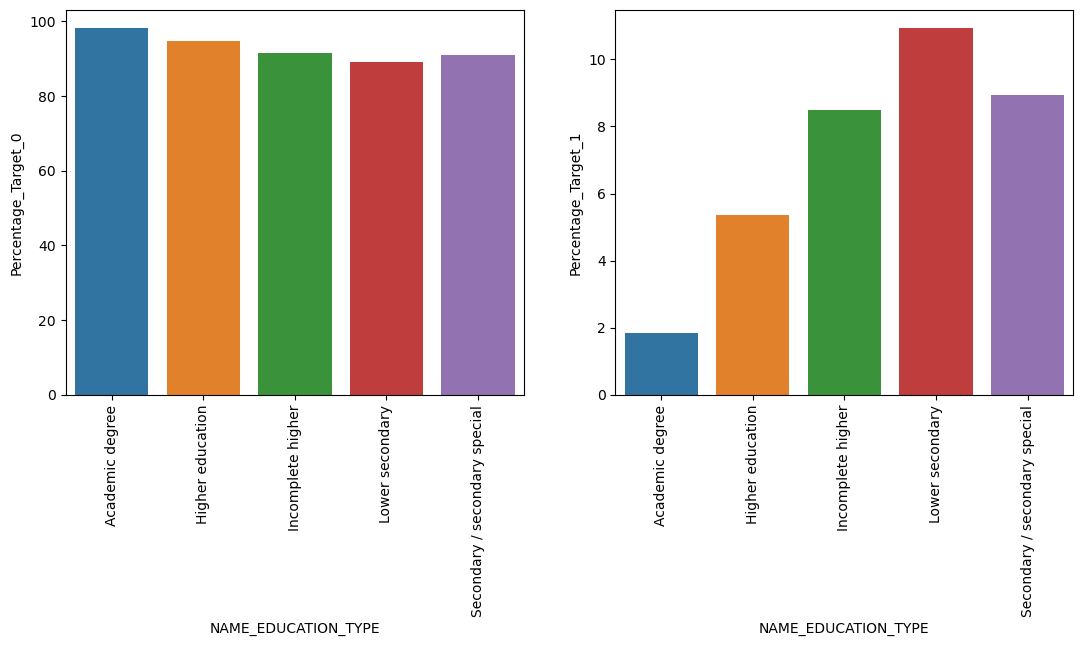 Percentage_Target_0
100
80
60
40
20
0
Academic degree
Higher education
Incomplete higher
Lower secondary
Secondary / secondary special
NAME_EDUCATION_TYPE
Percentage_Target_1
10
8
6
4
2
0
Academic degree
Higher education
Incomplete higher
Lower secondary
Secondary / secondary special
NAME_EDUCATION_TYPE